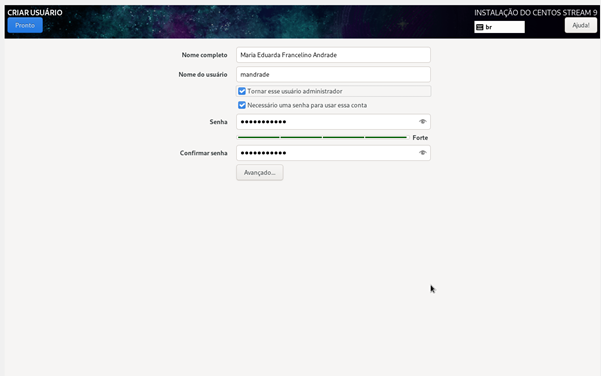 CRIAR USUÁRIO
INSTALAÇÃO DO CENTOS STREAM 9
Pronto
br
Ajuda!
Nome completo
Maria Eduarda Francelino Andrade
Nome do usuário
mandrade
Tornar esse usuário administrador
Necessário uma senha para usar essa conta
Senha
●●●●●●●●●●●
Forte
Confirmar senha
●●●●●●●●●●●
Avançado...